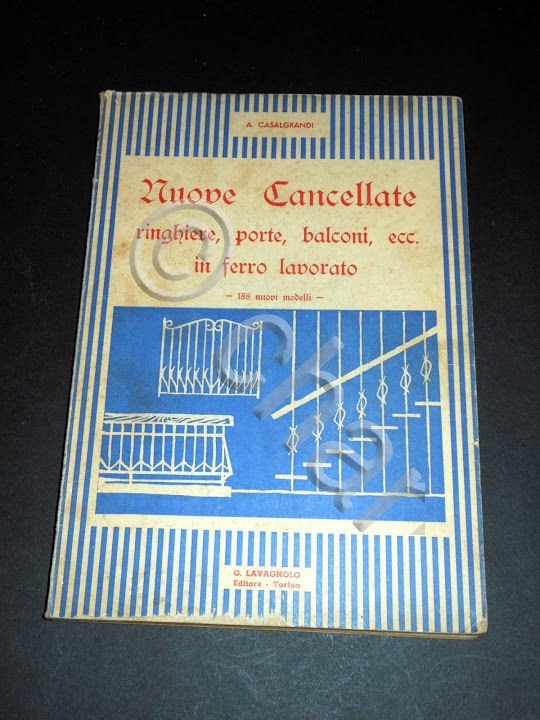 A. CASALGRANDI
Nuove Cancellate
ringhiere, porte, balconi, ecc.
in ferro lavorato
— 188 nuovi modelli —
G. LAVAGNOLO
Editore - Torino